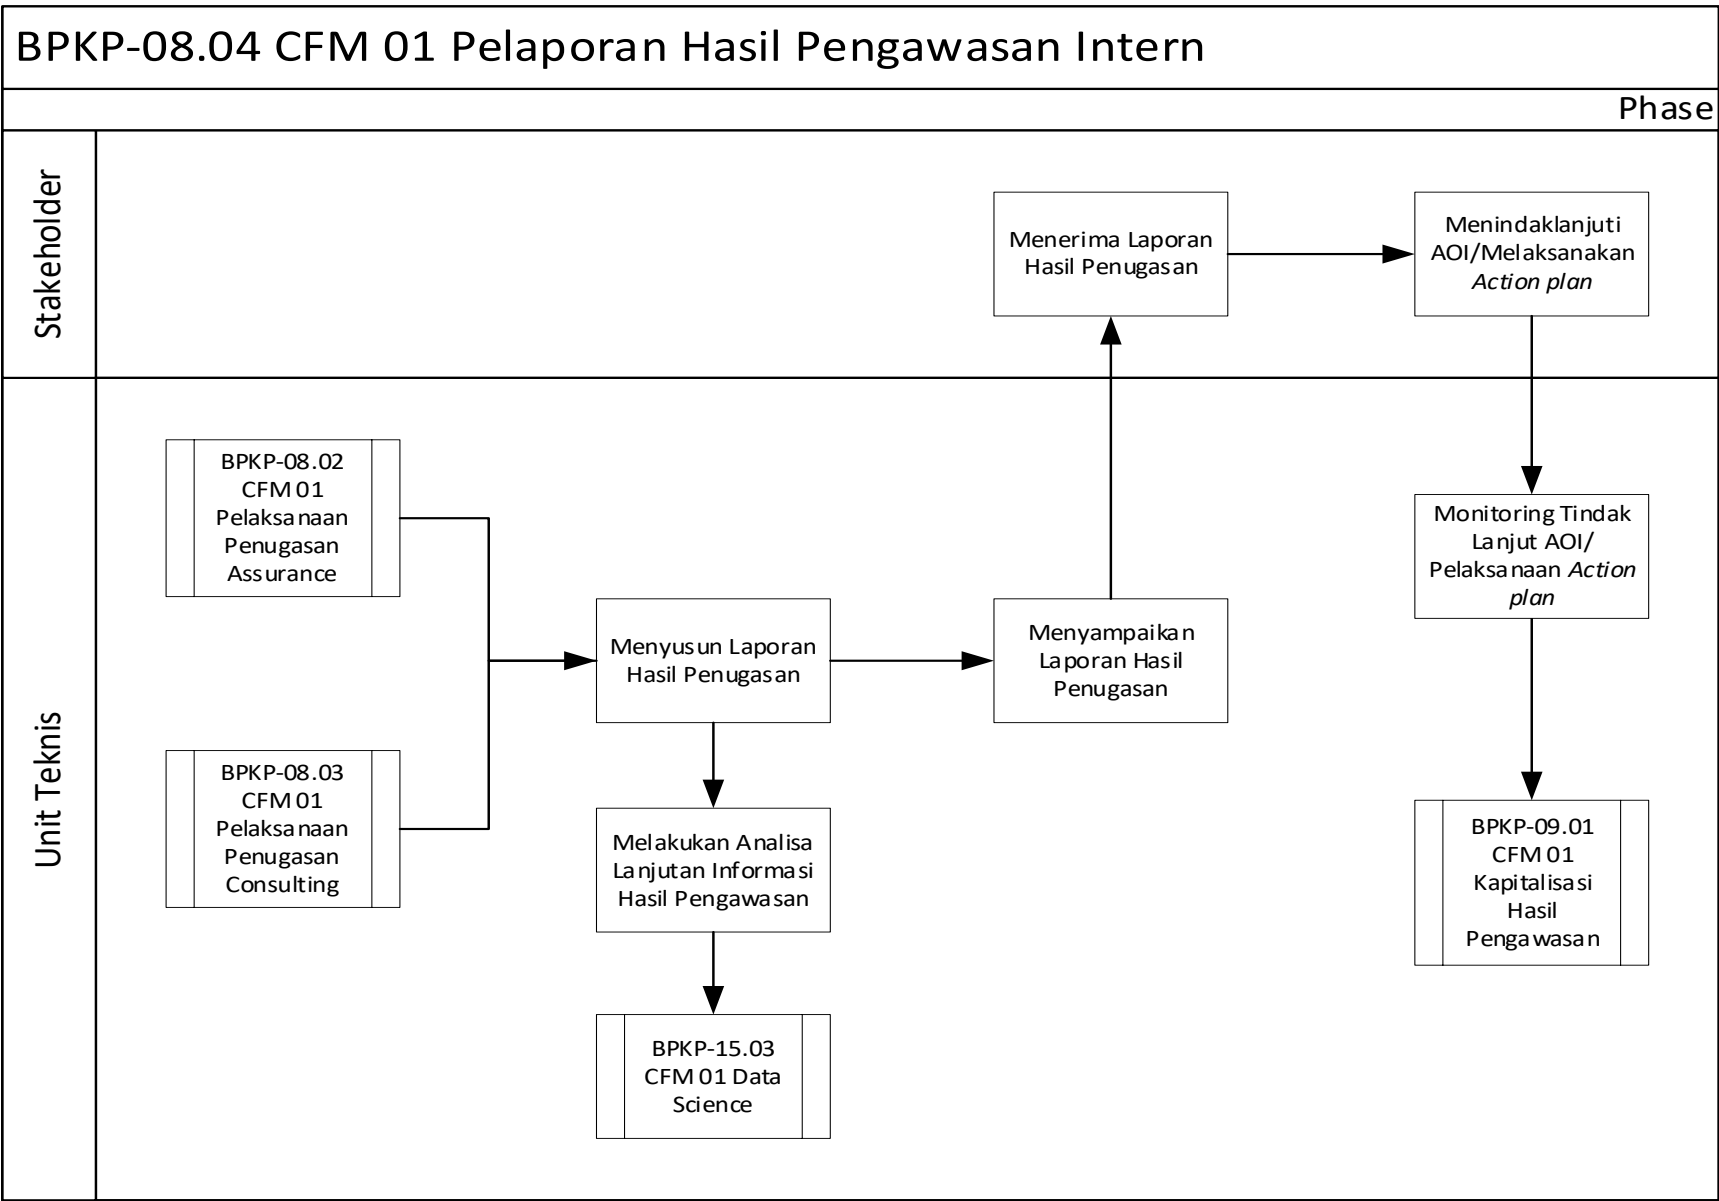 BPKP-08.04 CFM 01 Pelaporan Hasil Pengawasan Intern
Phase
Stakeholder
Menerima Laporan
Hasil Penugasan
Menindaklanjuti
AOI/Melaksanakan
Action plan
Unit Teknis
BPKP-08.02
CFM 01
Pelaksanaan
Penugasan
Assurance
BPKP-08.03
CFM 01
Pelaksanaan
Penugasan
Consulting
Menyusun Laporan
Hasil Penugasan
Melakukan Analisa
Lanjutan Informasi
Hasil Pengawasan
BPKP-15.03
CFM 01 Data
Science
Menyampaikan
Laporan Hasil
Penugasan
Monitoring Tindak
Lanjut AOI/
Pelaksanaan Action
plan
BPKP-09.01
CFM 01
Kapitalisasi
Hasil
Pengawasan